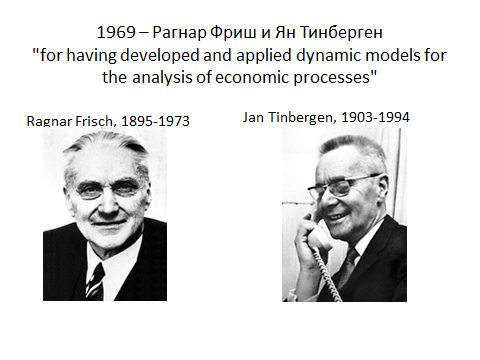 1969 – Рагнар Фриш и Ян Тинберген
"for having developed and applied dynamic models for
the analysis of economic processes"
Ragnar Frisch, 1895-1973
Jan Tinbergen, 1903-1994